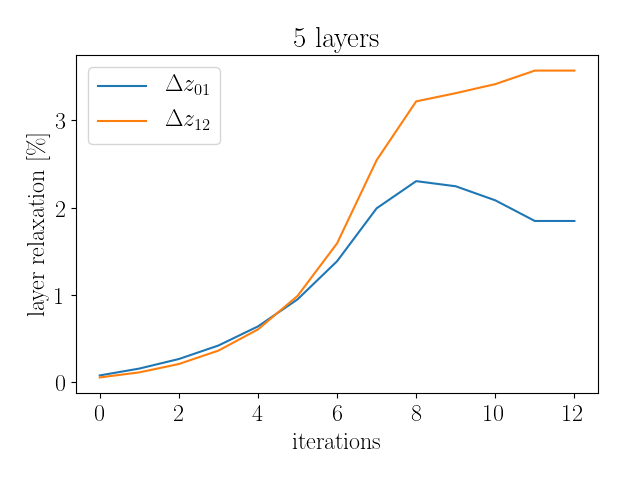 5 layers
Δz₀₁
Δz₁₂
layer relaxation [%]
3
2
1
0
0 2 4 6 8 10 12
iterations